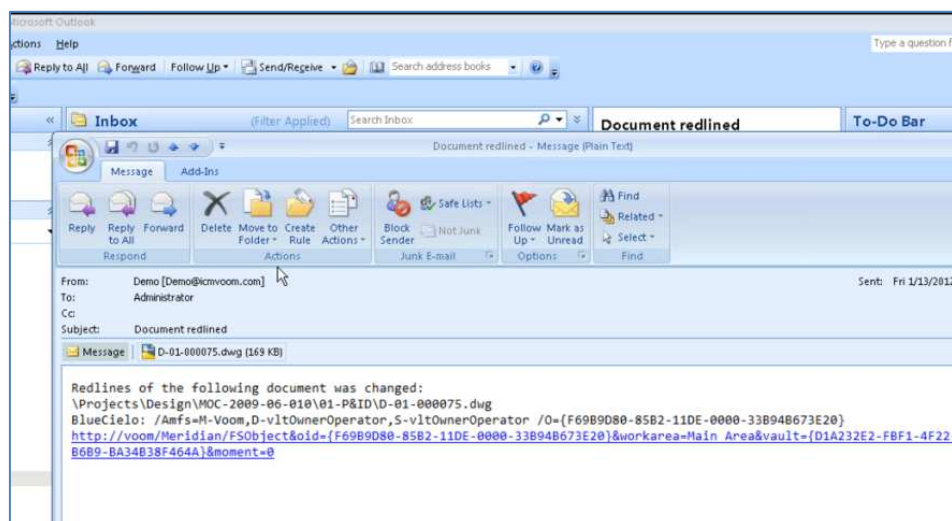 Microsoft Outlook
ctions Help
Type a question f
Reply to All Forward Follow Up Send/Receive Search address books
Inbox (Filter Applied) Search Inbox Document redlined To-Do Bar
Document redlined - Message (Plain Text)
Message Add-Ins
Reply Reply to All Forward Delete Move to Folder Create Rule Other Actions Block Sender Safe Lists Not Junk Follow Up Mark as Unread Find Related Select
Respond Actions Junk E-mail Options Find
From: Demo [Demo@icmvoom.com] Sent: Fri 1/13/2012
To: Administrator
Cc:
Subject: Document redlined
Message D-01-000075.dwg (169 KB)
Redlines of the following document was changed:
\Projects\Design\MOC-2009-06-010\01-P&ID\D-01-000075.dwg
BlueCielo: /Amfs=M-Voom,D-vltOwnerOperator,S-vltOwnerOperator /O={F69B9D80-85B2-11DE-0000-33B94B673E20}
http://voom/Meridian/FSObject&oid={F69B9D80-85B2-11DE-0000-33B94B673E20}&workarea=Main Area&vault={D1A232E2-FBF1-4F22
B6B9-BA34B38F464A}&moment=0